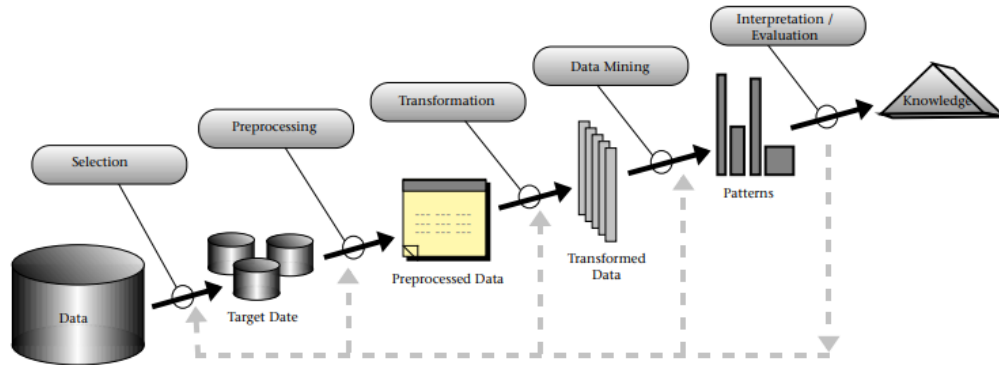 Interpretation /
Evaluation
Data Mining
Transformation
Preprocessing
Selection
Knowledge
Patterns
Transformed
Data
Preprocessed Data
Target Date
Data